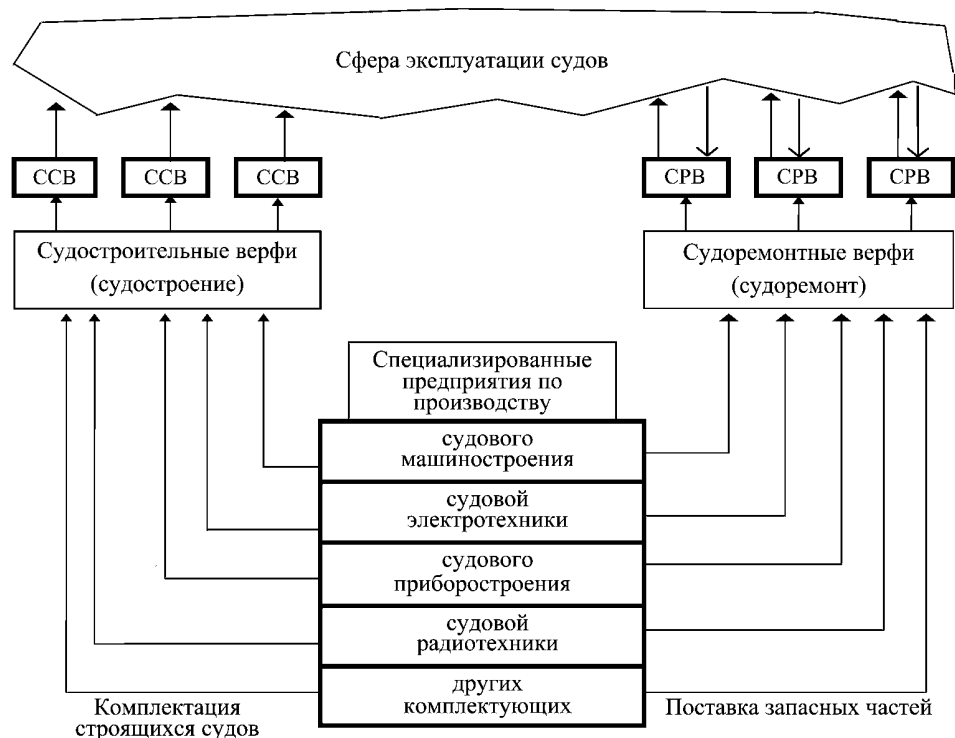 Сфера эксплуатации судов
ССВ
ССВ
ССВ
СРВ
СРВ
СРВ
Судостроительные верфи
(судостроение)
Судоремонтные верфи
(судоремонт)
Специализированные
предприятия по
производству
судового
машиностроения
судовой
электротехники
судового
приборостроения
судовой
радиотехники
других
комплектующих
Комплектация
строящихся судов
Поставка запасных частей